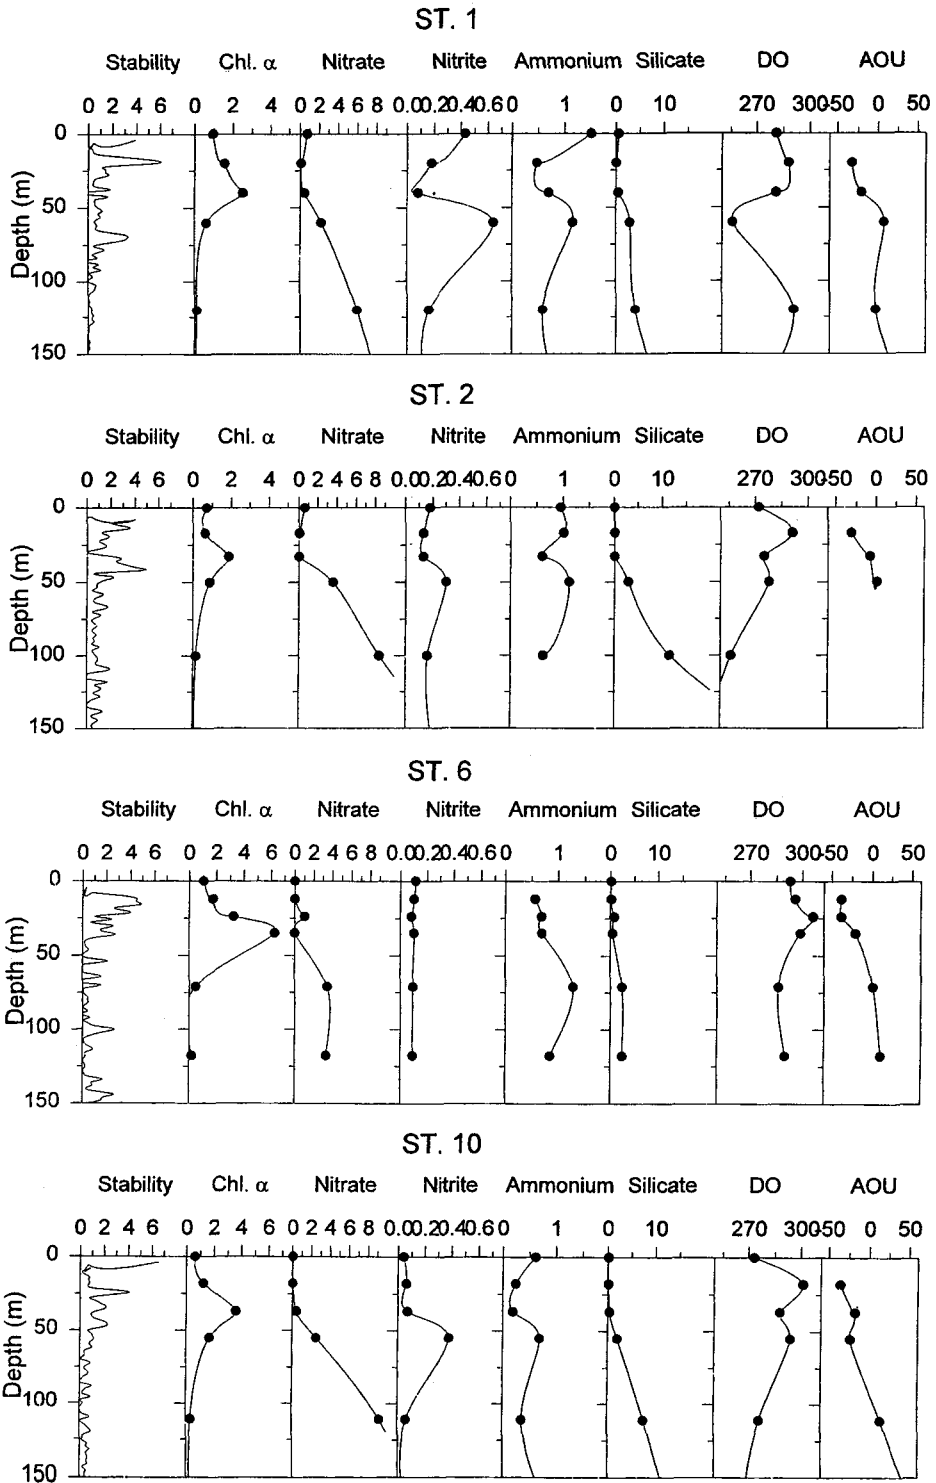 ST. 1
Stability Chl. α Nitrate Nitrite Ammonium Silicate DO AOU
0 2 4 6 0 2 4 0 2 4 6 8 0.00.20.40.6 0 1 0 10 270 300 -50 0 50
0
50
100
150
Depth (m)
ST. 2
Stability Chl. α Nitrate Nitrite Ammonium Silicate DO AOU
0 2 4 6 0 2 4 0 2 4 6 8 0.00.20.40.6 0 1 0 10 270 300 -50 0 50
0
50
100
150
Depth (m)
ST. 6
Stability Chl. α Nitrate Nitrite Ammonium Silicate DO AOU
0 2 4 6 0 2 4 6 0 2 4 6 8 0.00.20.40.6 0 1 0 10 270 300 -50 0 50
0
50
100
150
Depth (m)
ST. 10
Stability Chl. α Nitrate Nitrite Ammonium Silicate DO AOU
0 2 4 6 0 2 4 6 0 2 4 6 8 0.00.20.40.6 0 1 0 10 270 300 -50 0 50
0
50
100
150
Depth (m)